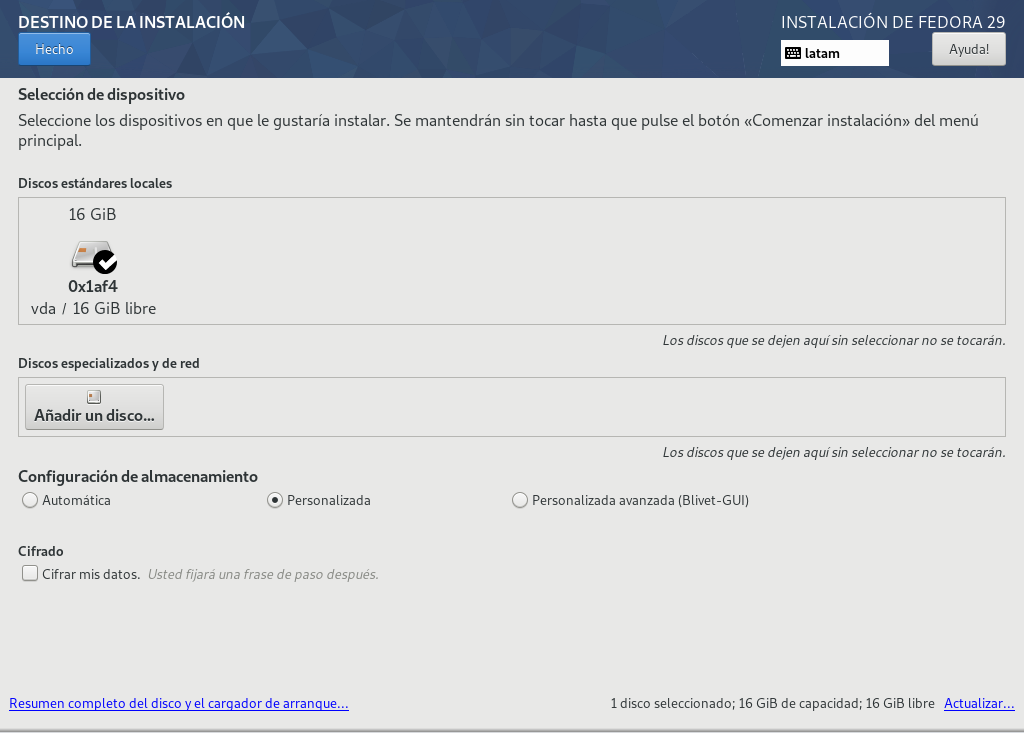 DESTINO DE LA INSTALACIÓN
INSTALACIÓN DE FEDORA 29
Hecho
latam
Ayuda!
Selección de dispositivo
Seleccione los dispositivos en que le gustaría instalar. Se mantendrán sin tocar hasta que pulse el botón «Comenzar instalación» del menú
principal.
Discos estándares locales
16 GiB
0x1af4
vda / 16 GiB libre
Los discos que se dejen aquí sin seleccionar no se tocarán.
Discos especializados y de red
Añadir un disco...
Los discos que se dejen aquí sin seleccionar no se tocarán.
Configuración de almacenamiento
Automática
Personalizada
Personalizada avanzada (Blivet-GUI)
Cifrado
Cifrar mis datos. Usted fijará una frase de paso después.
Resumen completo del disco y el cargador de arranque...
1 disco seleccionado; 16 GiB de capacidad; 16 GiB libre
Actualizar...